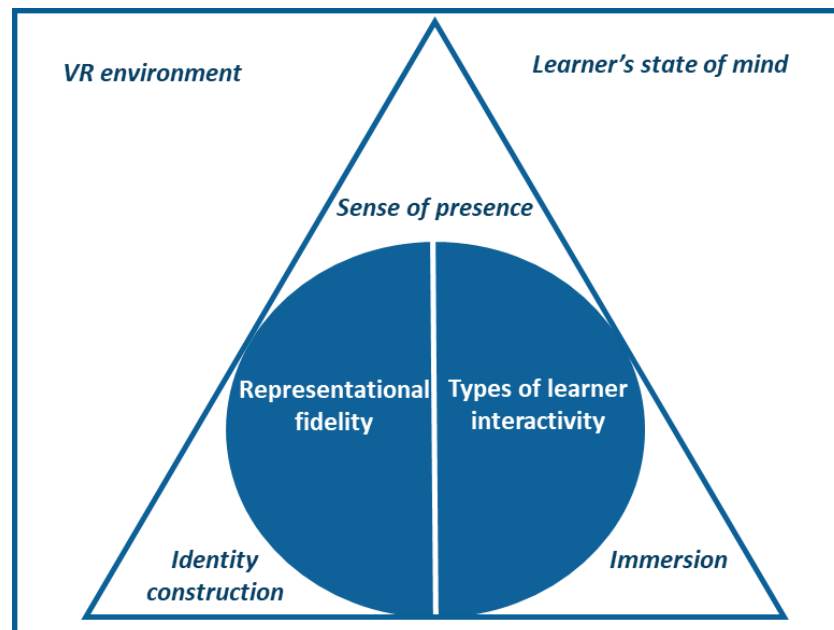 VR environment
Learner’s state of mind
Sense of presence
Representational
fidelity
Types of learner
interactivity
Identity
construction
Immersion